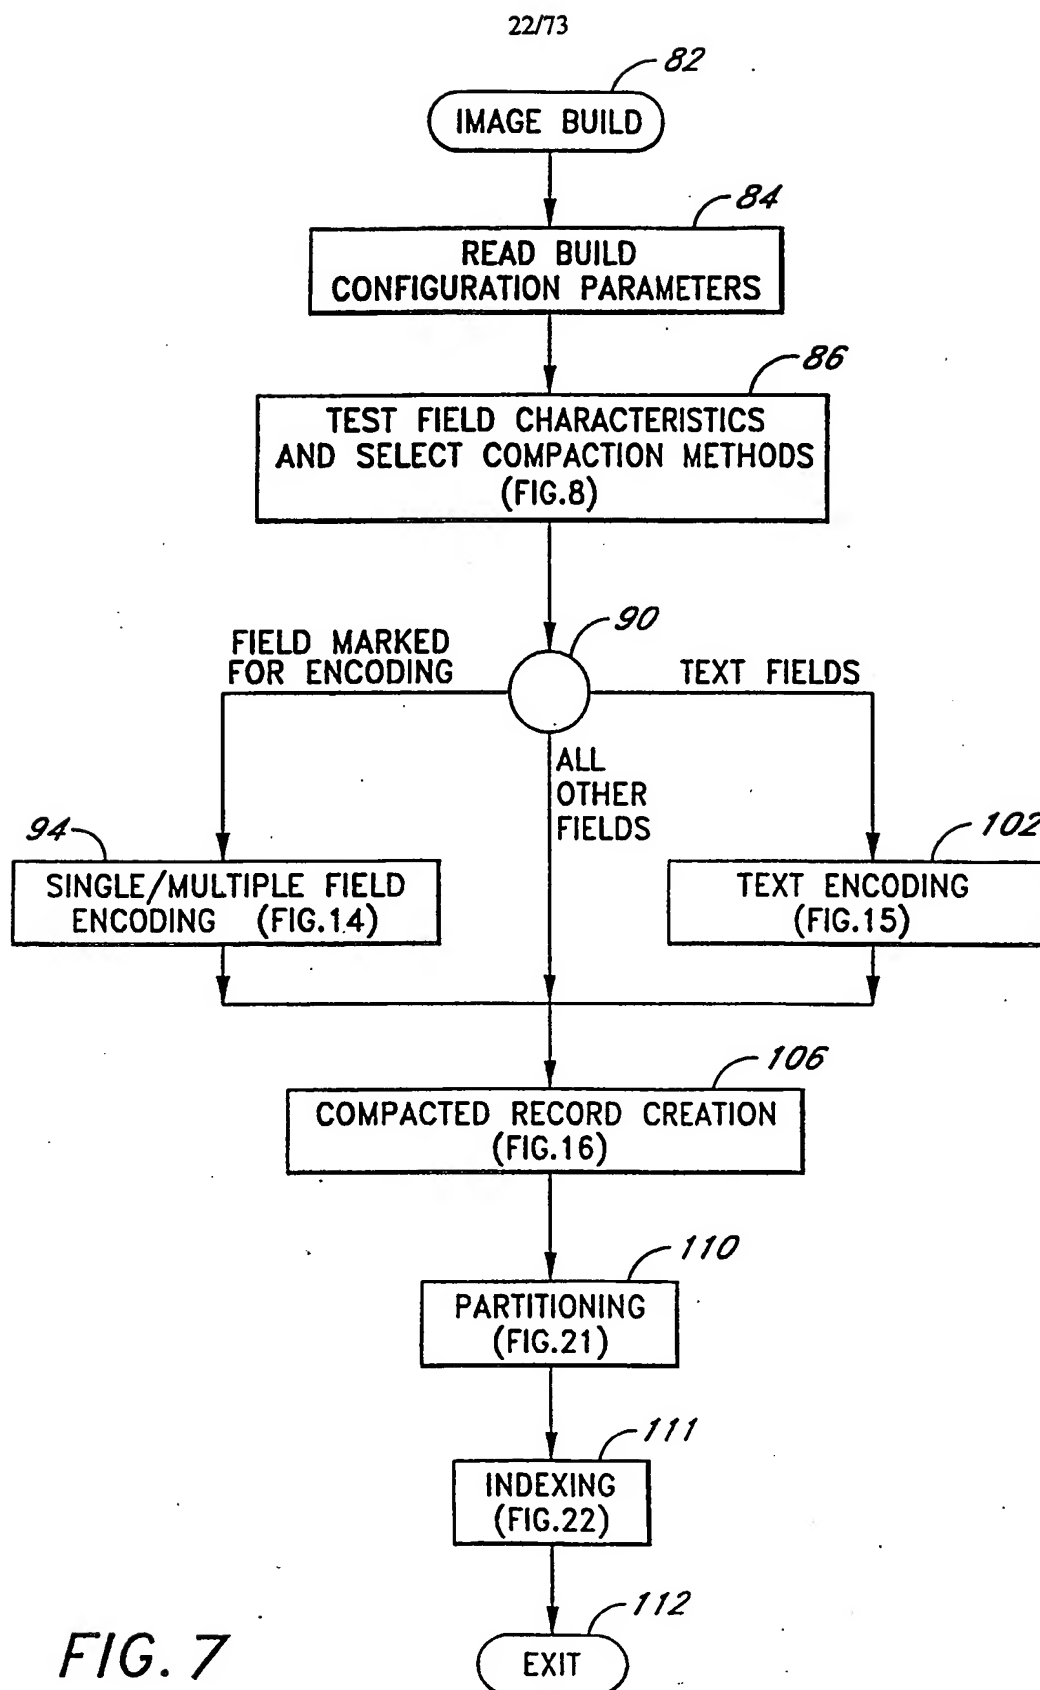 22/73
82
IMAGE BUILD
84
READ BUILD
CONFIGURATION PARAMETERS
86
TEST FIELD CHARACTERISTICS
AND SELECT COMPACTION METHODS
(FIG.8)
90
FIELD MARKED
FOR ENCODING
TEXT FIELDS
ALL
OTHER
FIELDS
94
SINGLE/MULTIPLE FIELD
ENCODING (FIG.14)
102
TEXT ENCODING
(FIG.15)
106
COMPACTED RECORD CREATION
(FIG.16)
110
PARTITIONING
(FIG.21)
111
INDEXING
(FIG.22)
112
EXIT
FIG. 7